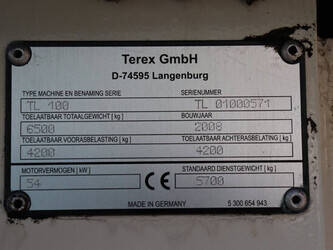 Terex GmbH
D-74595 Langenburg
TYPE MACHINE EN BENAMING SERIE SERIENUMMER
TL 100 TL 01000571
TOELAATBAAR TOTAALGEWICHT [ kg ] BOUWJAAR
6500 2008
TOELAATBAAR VOORASBELASTING [ kg ] TOELAATBAAR ACHTERASBELASTING [ kg ]
4200 4200
MOTORVERMOGEN [ kW ] STANDAARD DIENSTGEWICHT [ kg ]
54 CE 5700
MADE IN GERMANY 5 300 654 943